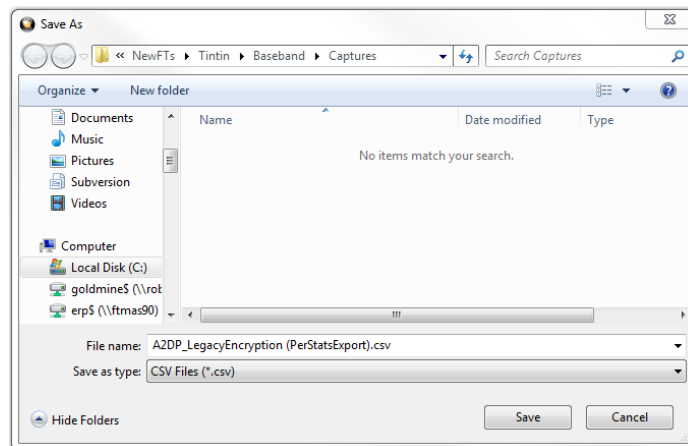 Save As
« NewFTs ▸ Tintin ▸ Baseband ▸ Captures
Search Captures
Organize New folder
Documents
Music
Pictures
Subversion
Videos
Computer
Local Disk (C:)
goldmine$ (\\rob
erp$ (\\ftmas90)
Name Date modified Type
No items match your search.
File name: A2DP_LegacyEncryption (PerStatsExport).csv
Save as type: CSV Files (*.csv)
Hide Folders Save Cancel